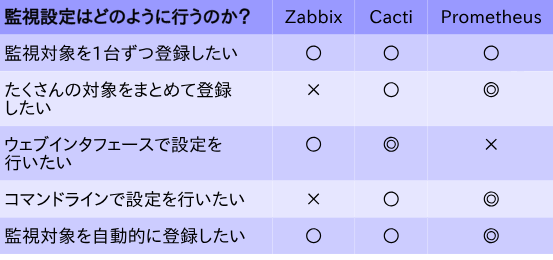 監視設定はどのように行うのか? Zabbix Cacti Prometheus
監視対象を1台ずつ登録したい ○ ○ ○
たくさんの対象をまとめて登録
したい × ○ ◎
ウェブインタフェースで設定を
行いたい ○ ◎ ×
コマンドラインで設定を行いたい × ○ ◎
監視対象を自動的に登録したい ○ ○ ◎